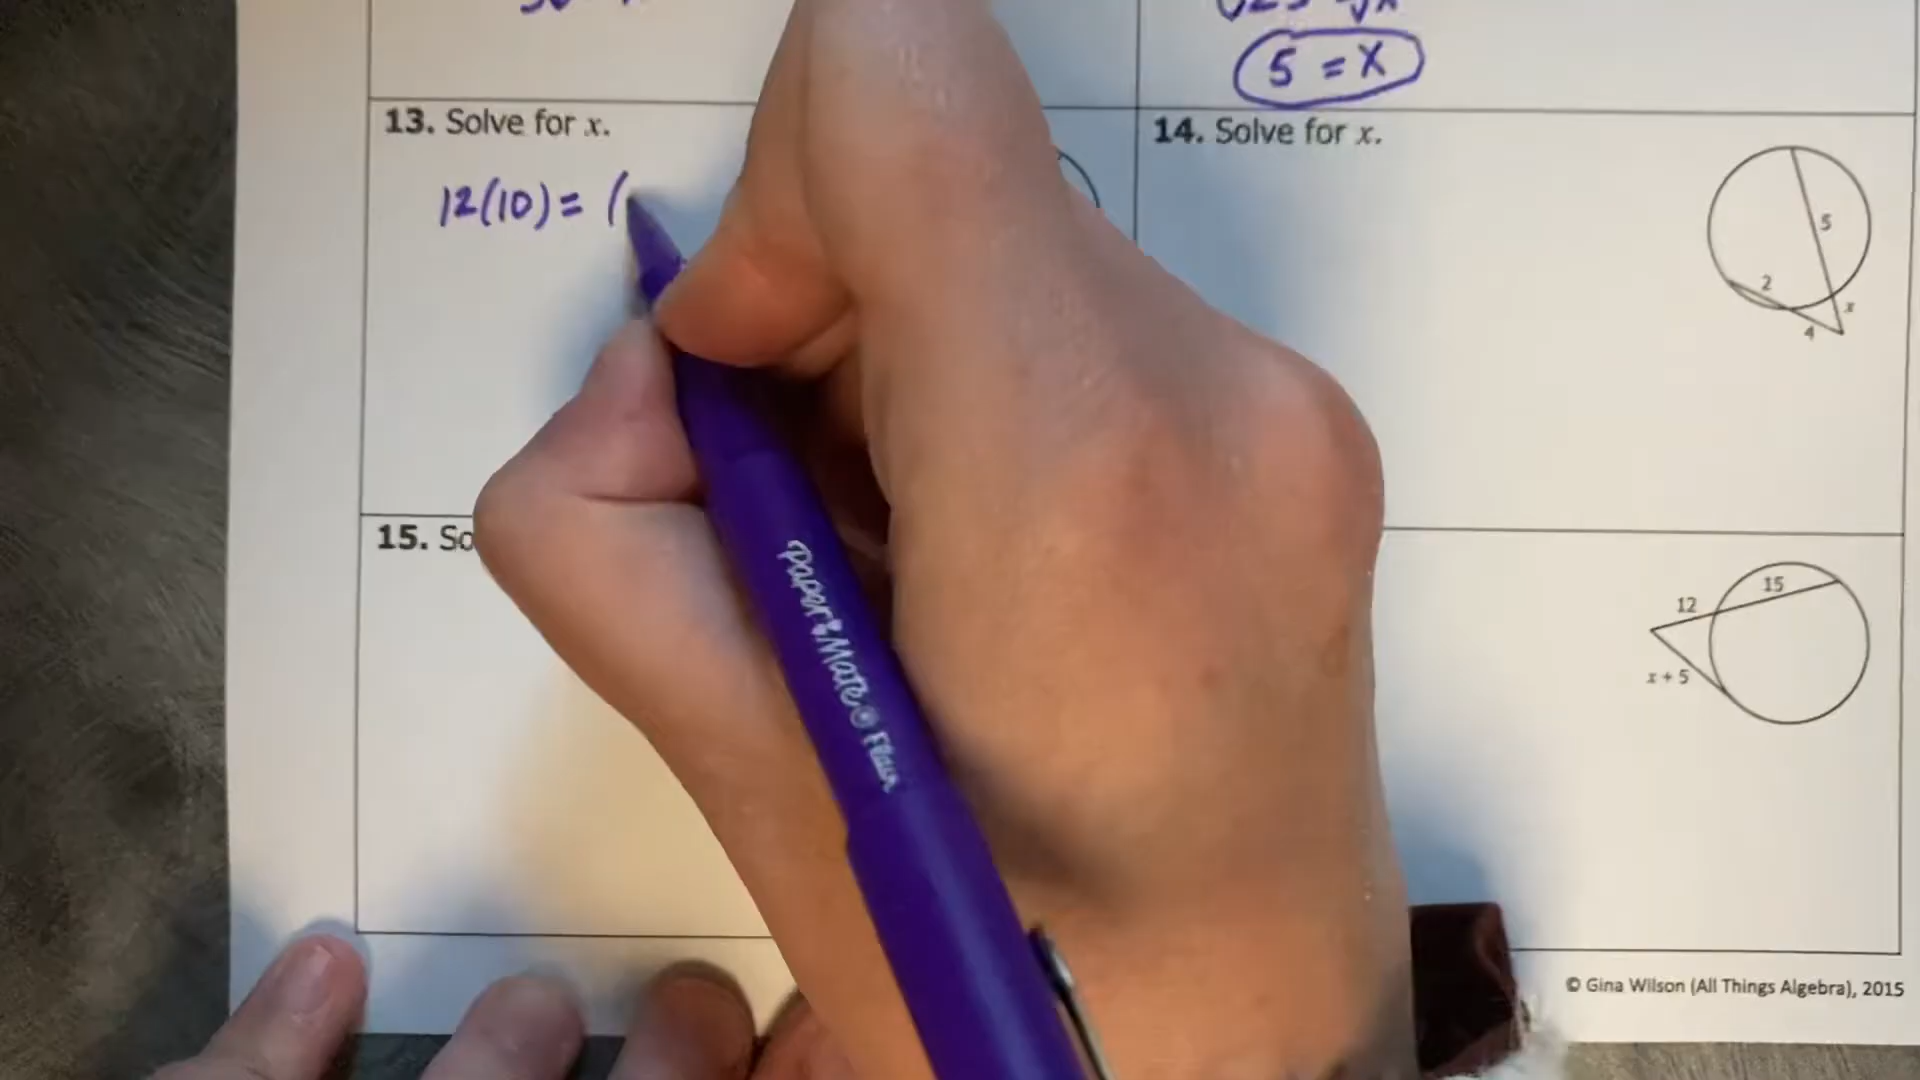 5 = x
13. Solve for x.
12(10) = (
14. Solve for x.
5
2
x
4
15. So
15
12
x + 5
Paper Mate Flair
© Gina Wilson (All Things Algebra), 2015